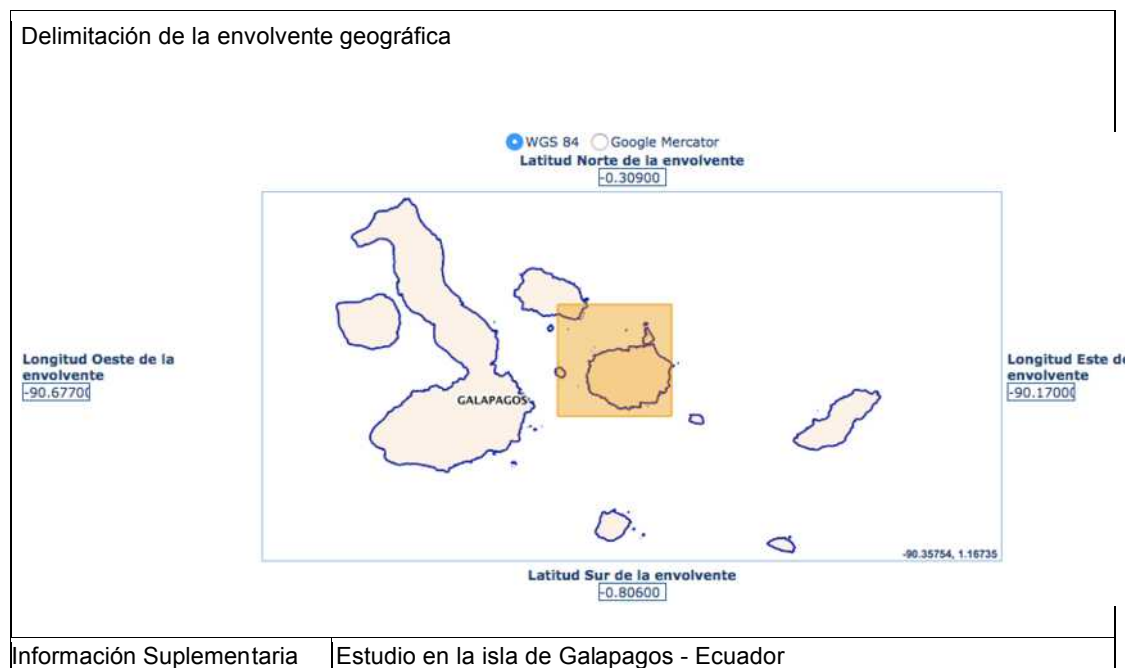 Delimitación de la envolvente geográfica
WGS 84 Google Mercator
Latitud Norte de la envolvente
-0.30900
Longitud Oeste de la
envolvente
-90.67700
GALAPAGOS
Longitud Este de
envolvente
-90.17000
-90.35754, 1.16735
Latitud Sur de la envolvente
-0.80600
Información Suplementaria Estudio en la isla de Galapagos - Ecuador